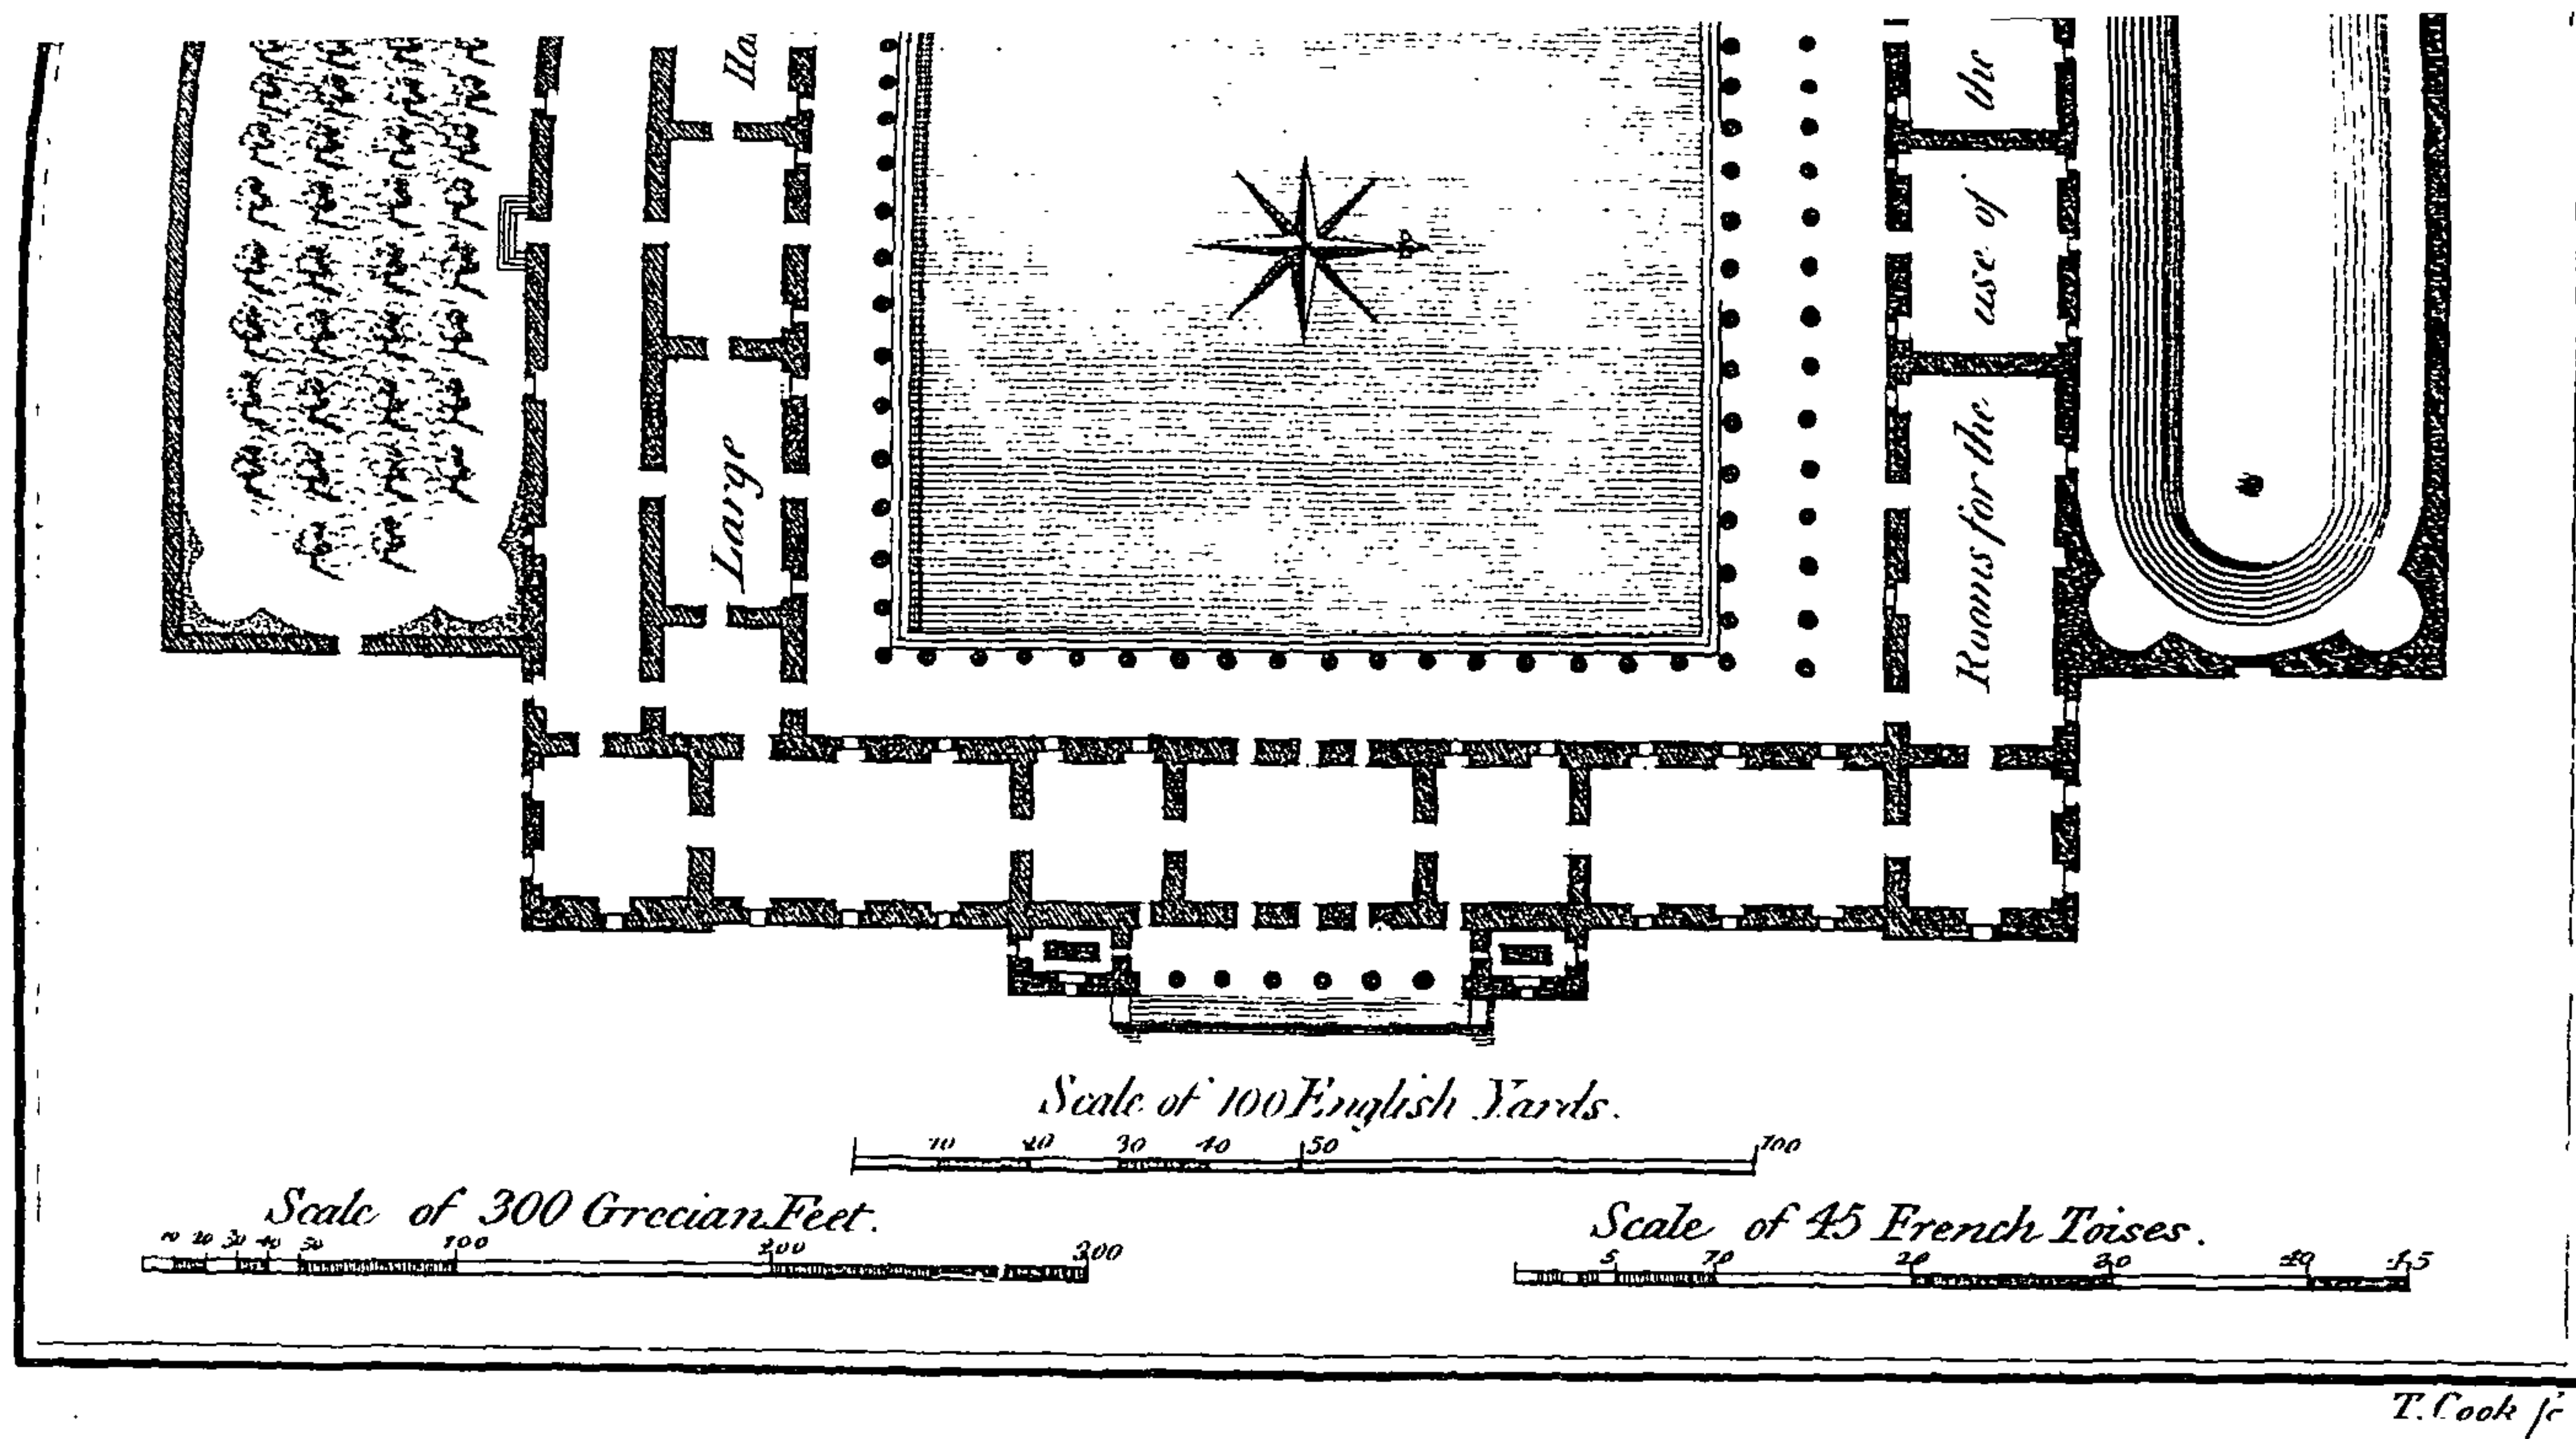 Ha
Large
the
use of
Rooms for the
B
Scale of 100 English Yards.
10 20 30 40 50 100
Scale of 300 Grecian Feet.
10 20 30 40 50 100 200 300
Scale of 45 French Toises.
5 10 20 30 40 45
T. Cook sc